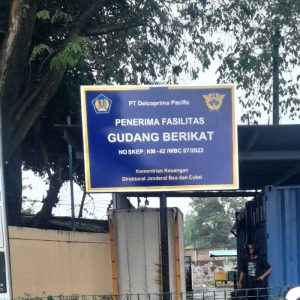 PT Delcoprima Pacific
PENERIMA FASILITAS
GUDANG BERIKAT
NO SKEP : KM - 42 /WBC.07/2023
Kementrian Keuangan
Direktorat Jenderal Bea dan Cukai